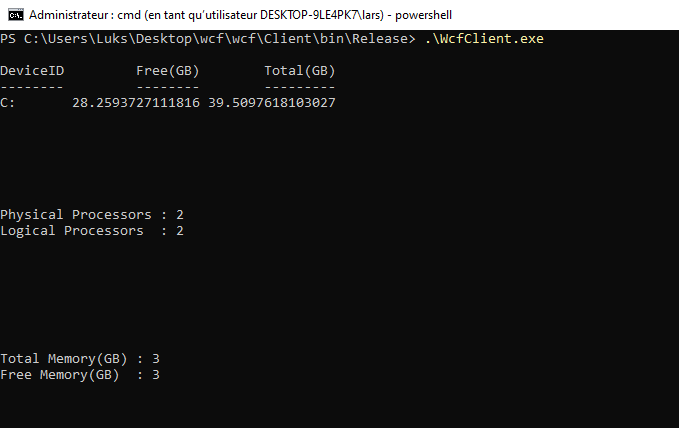 Administrateur : cmd (en tant qu'utilisateur DESKTOP-9LE4PK7\lars) - powershell
PS C:\Users\Luks\Desktop\wcf\wcf\Client\bin\Release> .\WcfClient.exe
DeviceID         Free(GB)        Total(GB)
--------         --------        ---------
C:       28.2593727111816 39.5097618103027
Physical Processors : 2
Logical Processors  : 2
Total Memory(GB) : 3
Free Memory(GB)  : 3